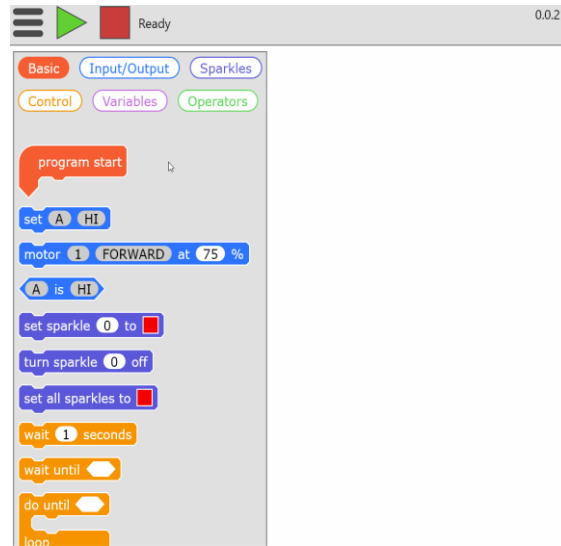 Ready
0.0.2
Basic Input/Output Sparkles
Control Variables Operators
program start
set A HI
motor 1 FORWARD at 75 %
A is HI
set sparkle 0 to
turn sparkle 0 off
set all sparkles to
wait 1 seconds
wait until
do until
loop